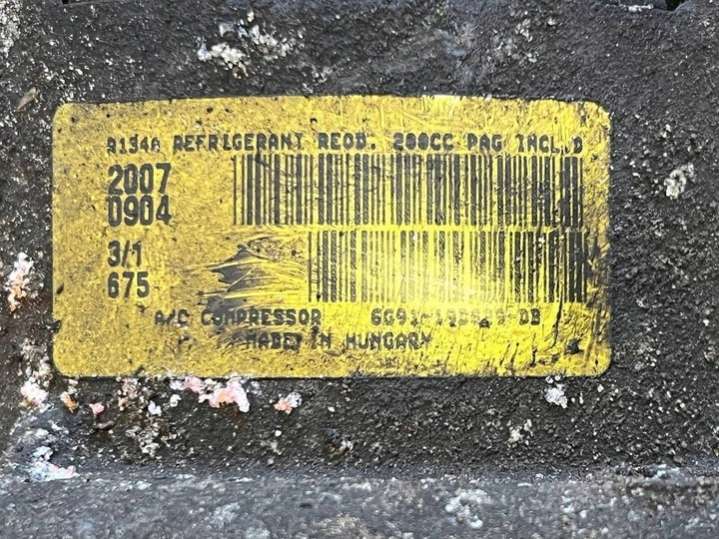 R134A REFRIGERANT REQD. 200CC PAG INCL.D
2007
0904
3/1
675
A/C COMPRESSOR
MADE IN HUNGARY